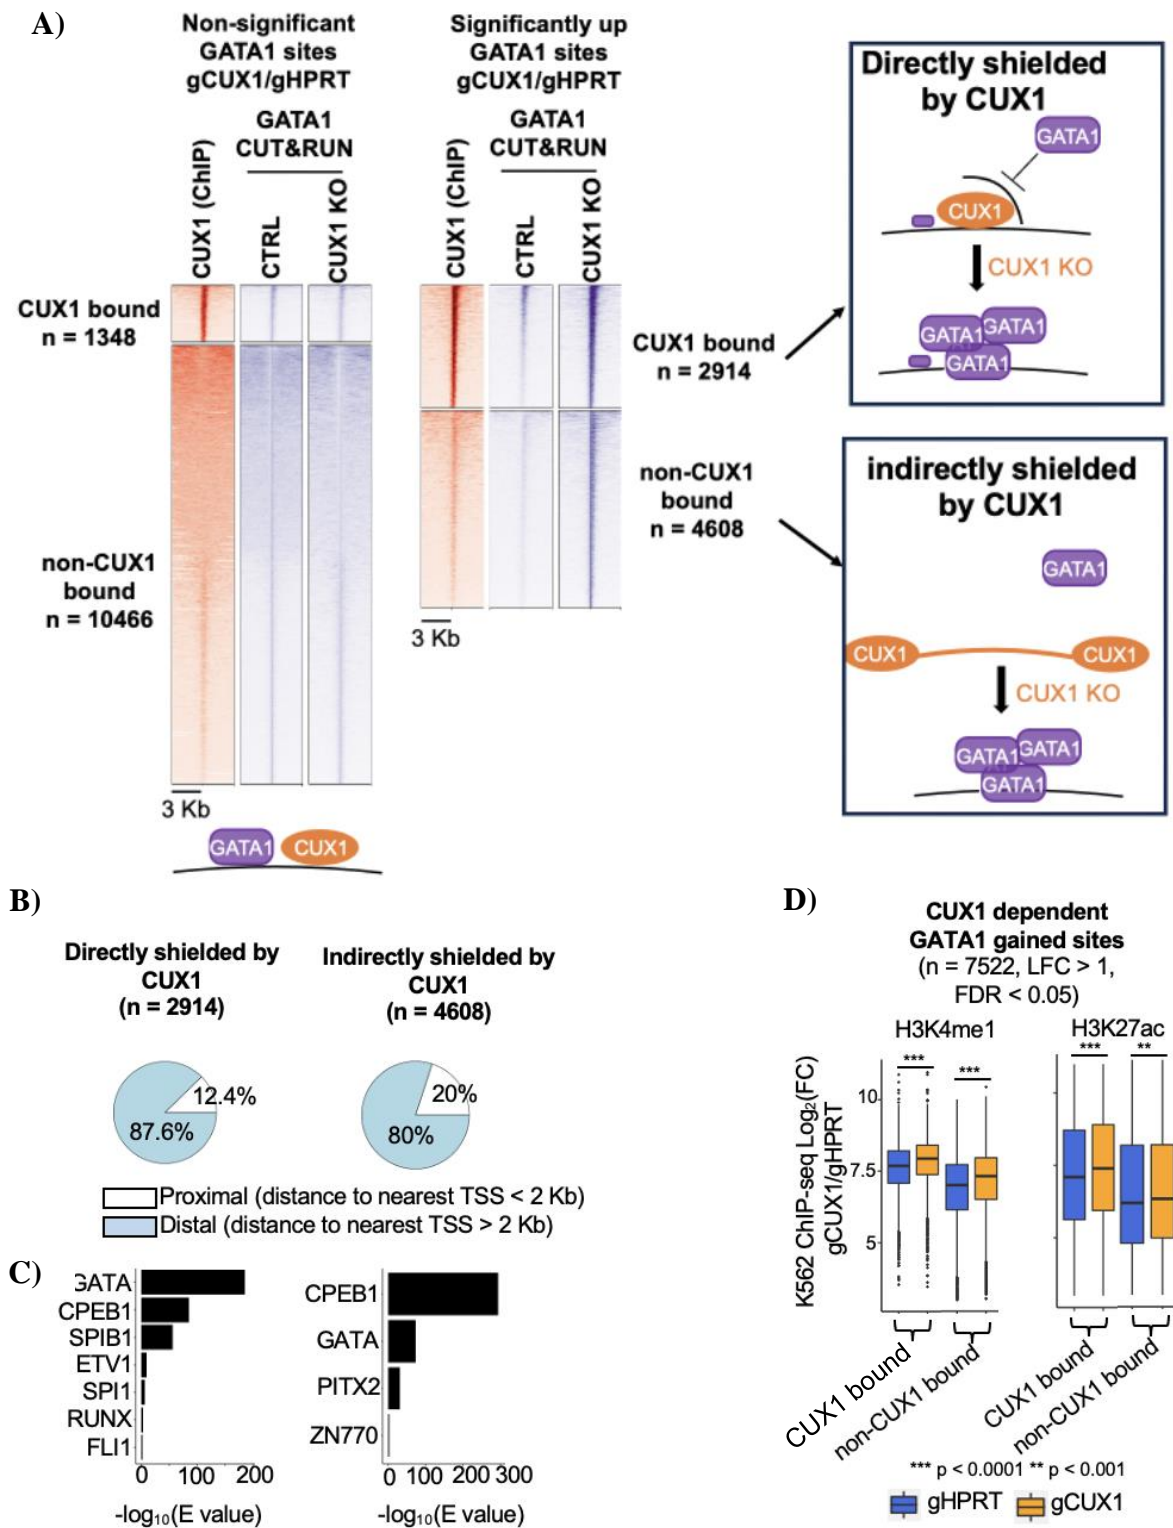 A)
Non-significant
GATA1 sites
gCUX1/gHPRT
Significantly up
GATA1 sites
gCUX1/gHPRT
GATA1
CUT&RUN
GATA1
CUT&RUN
CUX1 (ChIP)
CTRL
CUX1 KO
CUX1 (ChIP)
CTRL
CUX1 KO
CUX1 bound
n = 1348
non-CUX1
bound
n = 10466
3 Kb
GATA1
CUX1
CUX1 bound
n = 2914
non-CUX1
bound
n = 4608
3 Kb
Directly shielded
by CUX1
GATA1
CUX1
CUX1 KO
GATA1
GATA1
GATA1
indirectly shielded
by CUX1
GATA1
CUX1
CUX1
CUX1 KO
GATA1
GATA1
GATA1
B)
Directly shielded by
CUX1
(n = 2914)
Indirectly shielded by
CUX1
(n = 4608)
12.4%
87.6%
20%
80%
Proximal (distance to nearest TSS < 2 Kb)
Distal (distance to nearest TSS > 2 Kb)
C)
GATA
CPEB1
SPIB1
ETV1
SPI1
RUNX
FLI1
0 100 200
-log10(E value)
CPEB1
GATA
PITX2
ZN770
0 100 200 300
-log10(E value)
D)
CUX1 dependent
GATA1 gained sites
(n = 7522, LFC > 1,
FDR < 0.05)
H3K4me1
H3K27ac
*** *** *** **
K562 ChIP-seq Log2(FC)
gCUX1/gHPRT
10
7.5
5
CUX1 bound
non-CUX1 bound
CUX1 bound
non-CUX1 bound
*** p < 0.0001 ** p < 0.001
gHPRT gCUX1